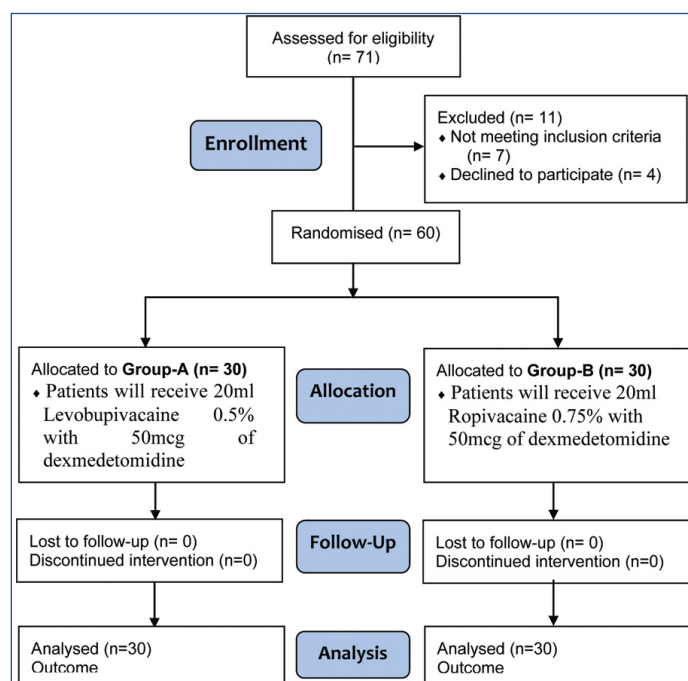 Assessed for eligibility
(n= 71)
Enrollment
Excluded (n= 11)
♦ Not meeting inclusion criteria
(n= 7)
♦ Declined to participate (n= 4)
Randomised (n= 60)
Allocated to Group-A (n= 30)
♦ Patients will receive 20ml
Levobupivacaine 0.5%
with 50mcg of
dexmedetomidine
Allocation
Allocated to Group-B (n= 30)
♦ Patients will receive 20ml
Ropivacaine 0.75% with
50mcg of dexmedetomidine
Lost to follow-up (n= 0)
Discontinued intervention (n=0)
Follow-Up
Lost to follow-up (n= 0)
Discontinued intervention (n=0)
Analysed (n=30)
Outcome
Analysis
Analysed (n=30)
Outcome